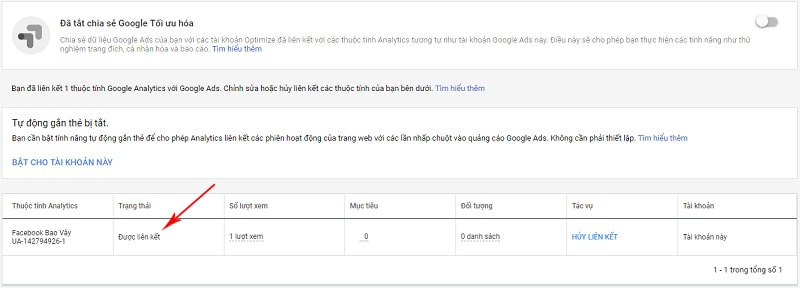 Đã tắt chia sẻ Google Tối ưu hóa
Chia sẻ dữ liệu Google Ads của bạn với các tài khoản Optimize đã liên kết với các thuộc tính Analytics tương tự như tài khoản Google Ads này. Điều này sẽ cho phép bạn thực hiện các tính năng như thử
nghiệm trang đích, cá nhân hóa và báo cáo. Tìm hiểu thêm
Bạn đã liên kết 1 thuộc tính Google Analytics với Google Ads. Chỉnh sửa hoặc hủy liên kết các thuộc tính của bạn bên dưới. Tìm hiểu thêm
Tự động gắn thẻ bị tắt.
Bạn cần bật tính năng tự động gắn thẻ để cho phép Analytics liên kết các phiên hoạt động của trang web với các lần nhấp chuột vào quảng cáo Google Ads. Không cần phải thiết lập. Tìm hiểu thêm
BẬT CHO TÀI KHOẢN NÀY
Thuộc tính Analytics Trạng thái Số lượt xem Mục tiêu Đối tượng Tác vụ Tài khoản
Facebook Bao Vây
UA-142794926-1 Được liên kết 1 lượt xem 0 0 danh sách HỦY LIÊN KẾT Tài khoản này
1 - 1 trong tổng số 1